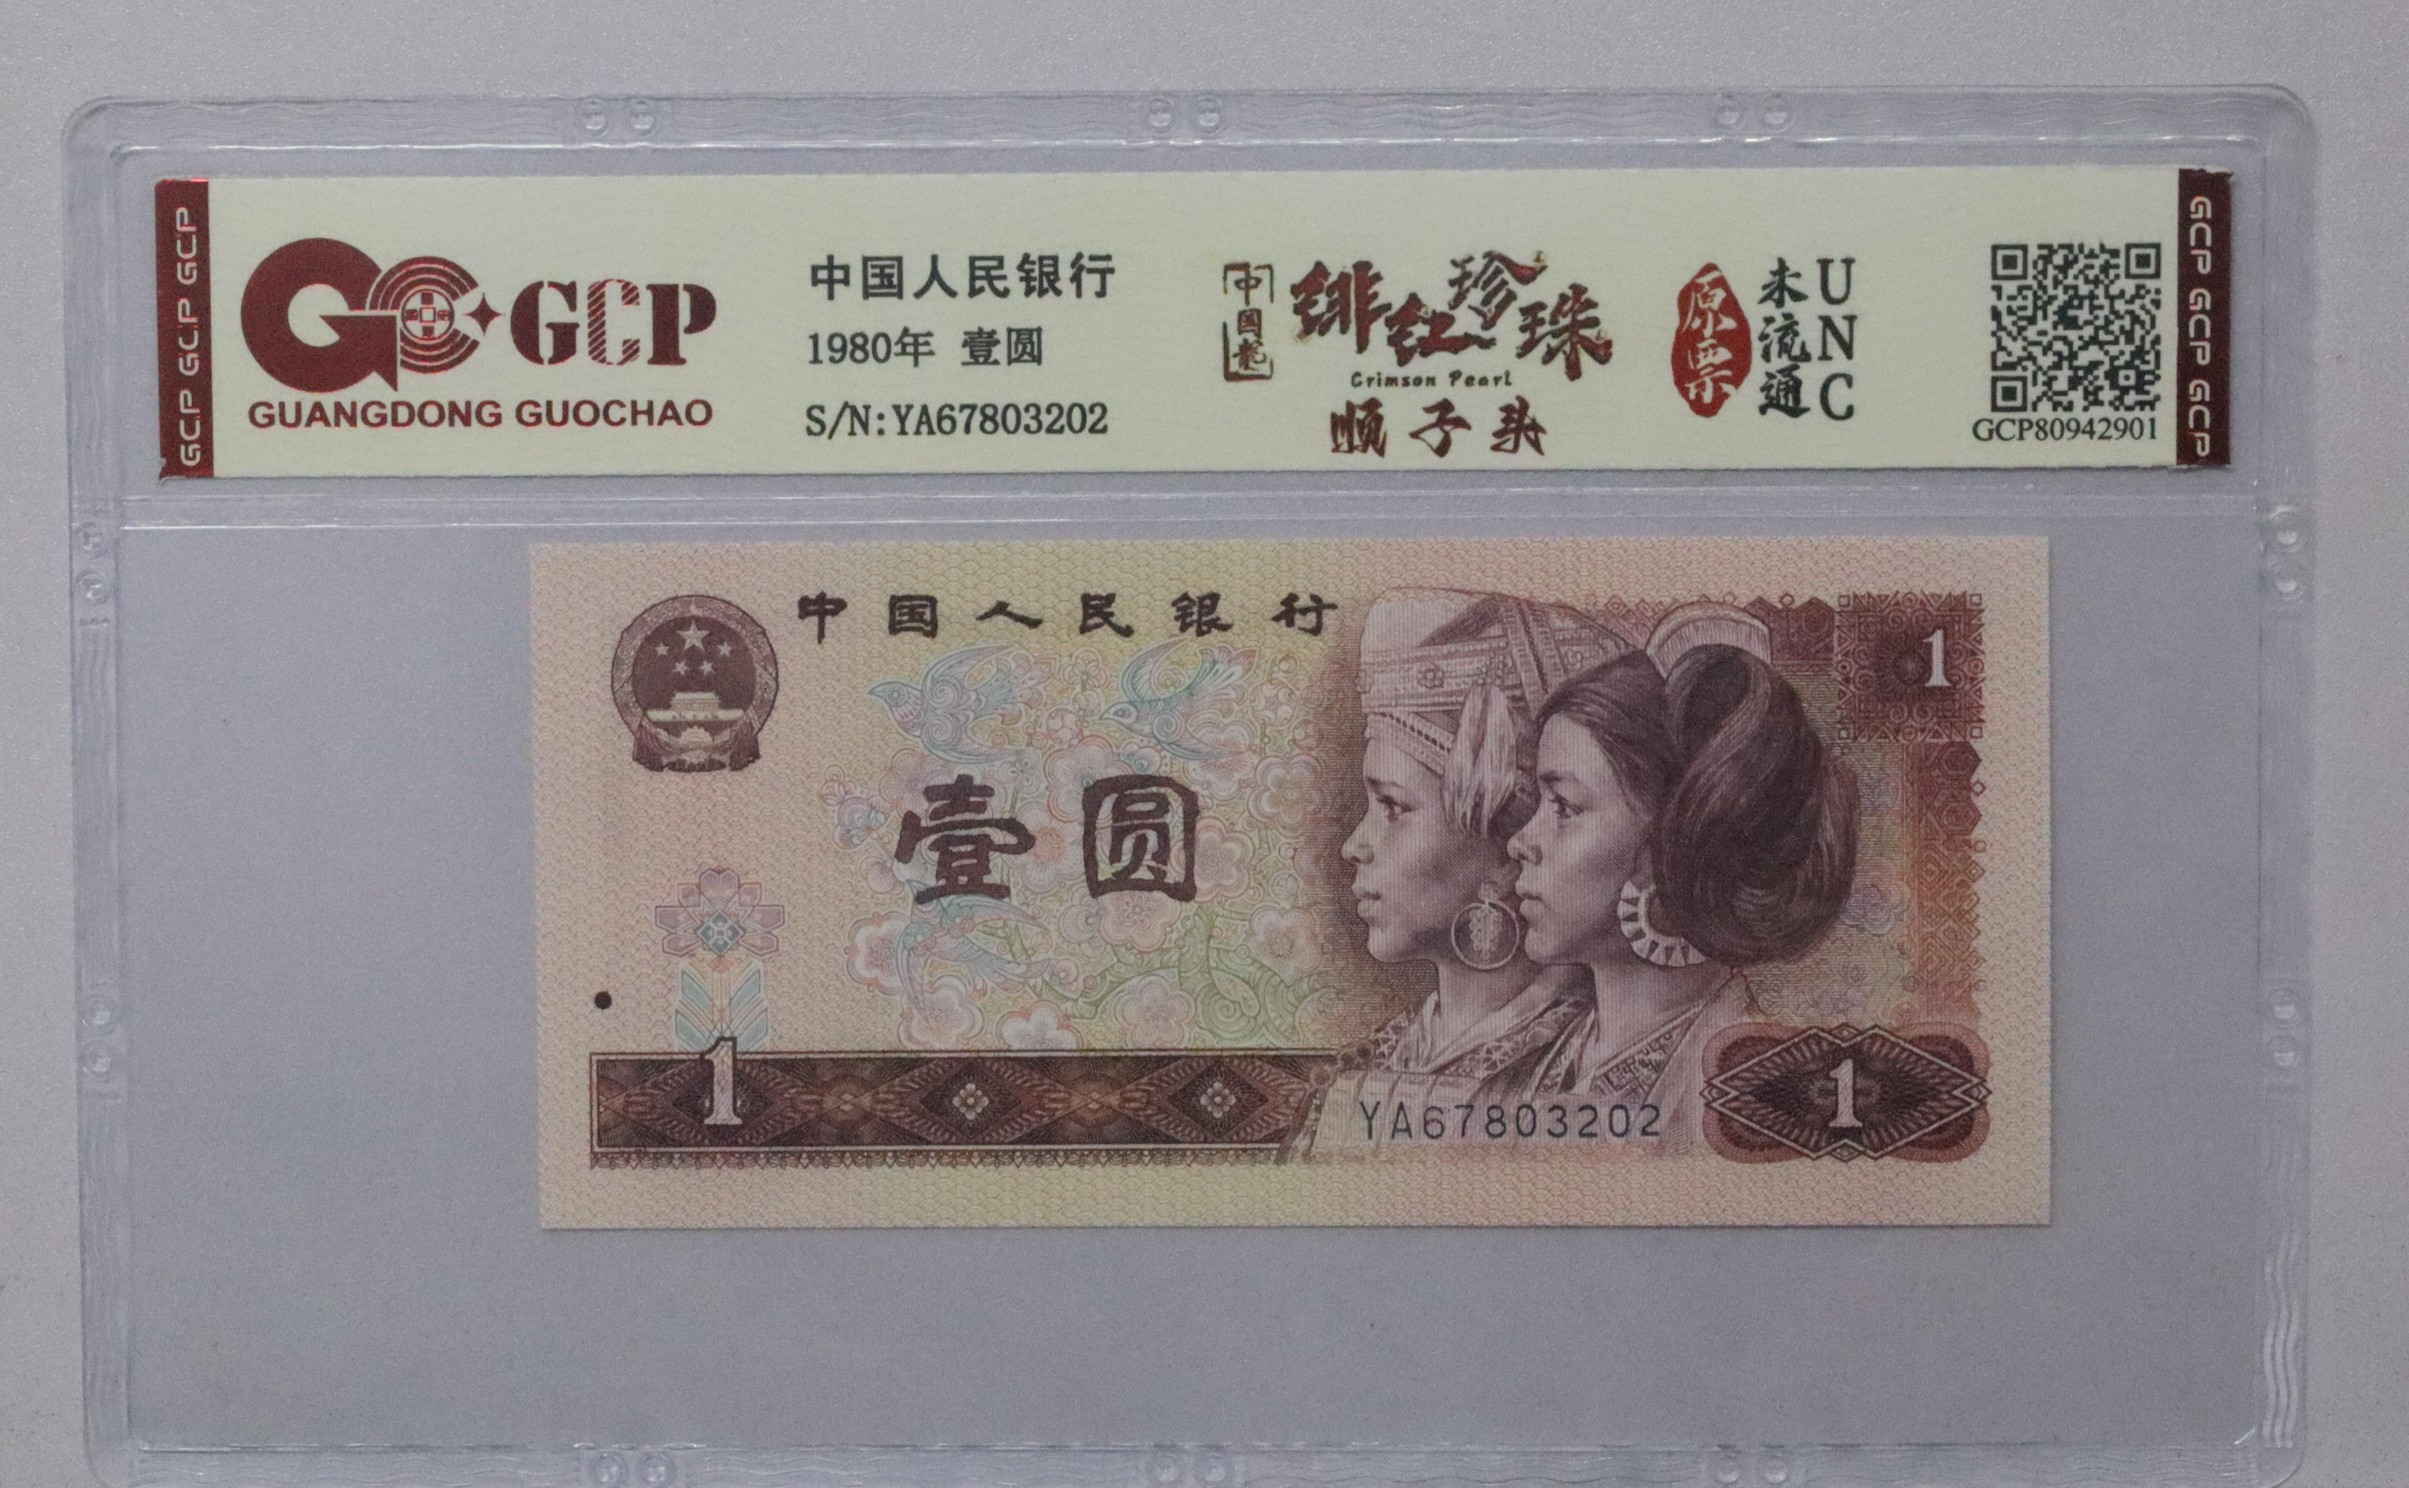 GCP GCP GCP
GCP
GUANGDONG GUOCHAO
中国人民银行
1980年 壹圆
S/N:YA67803202
中国龍
绯红珍珠
Crimson Pearl
顺子头
原票
未流通
UNC
GCP80942901
GCP GCP GCP
中国人民银行
1
壹圆
1
YA67803202
1